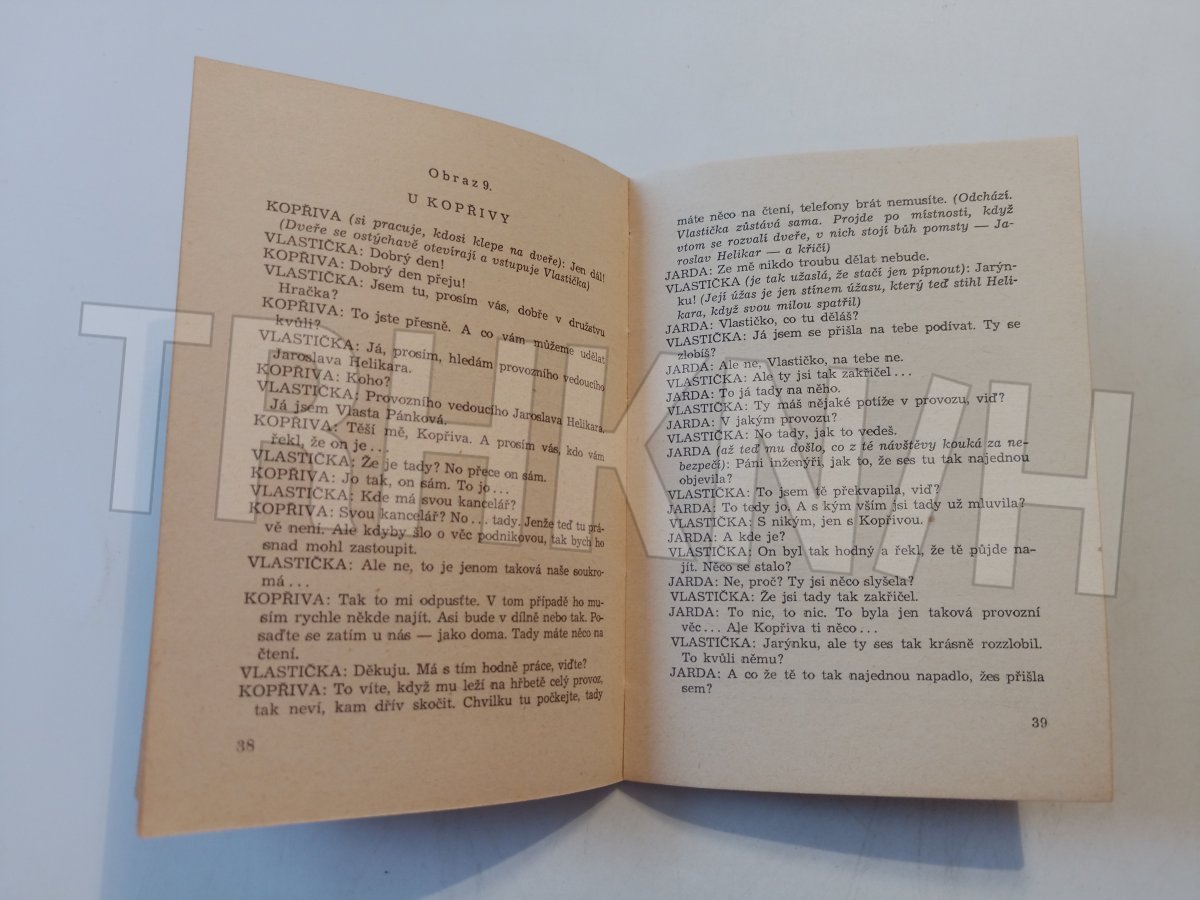 Obraz 9.
U KOPŘIVY
KOPŘIVA (si pracuje, kdosi klepe na dveře): Jen dál!
(Dveře se ostýchavě otevírají a vstupuje Vlastička)
VLASTIČKA: Dobrý den!
KOPŘIVA: Dobrý den přeju!
VLASTIČKA: Jsem tu, prosím vás, dobře v družstvu
Hračka?
KOPŘIVA: To jste přesně. A co vám můžeme udělat
kvůli?
VLASTIČKA: Já, prosím, hledám provozního vedoucího
Jaroslava Helikara.
KOPŘIVA: Koho?
VLASTIČKA: Provozního vedoucího Jaroslava Helikara.
Já jsem Vlasta Pánková.
KOPŘIVA: Těší mě, Kopřiva. A prosím vás, kdo vám
řekl, že on je...
VLASTIČKA: Že je tady? No přece on sám.
KOPŘIVA: Jo tak, on sám. To jo...
VLASTIČKA: Kde má svou kancelář?
KOPŘIVA: Svou kancelář? No... tady. Jenže teď tu prá-
vě není. Ale kdyby šlo o věc podnikovou, tak bych ho
snad mohl zastoupit.
VLASTIČKA: Ale ne, to je jenom taková naše soukro-
má...
KOPŘIVA: Tak to mi odpusťte. V tom případě ho mu-
sím rychle někde najít. Asi bude v dílně nebo tak. Po-
saďte se zatím u nás — jako doma. Tady máte něco na
čtení.
VLASTIČKA: Děkuju. Má s tím hodně práce, viďte?
KOPŘIVA: To víte, když mu leží na hřbetě celý provoz,
tak neví, kam dřív skočit. Chvilku tu počkejte, tady
38
máte něco na čtení, telefony brát nemusíte. (Odchází.
Vlastička zůstává sama. Projde po místnosti, když
vtom se rozvalí dveře, v nich stojí bůh pomsty — Ja-
roslav Helikar — a křičí)
JARDA: Ze mě nikdo troubu dělat nebude.
VLASTIČKA (je tak užaslá, že stačí jen pípnout): Jarýn-
ku! (Její úžas je jen stínem úžasu, který teď stihl Heli-
kara, když svou milou spatřil)
JARDA: Vlastičko, co tu děláš?
VLASTIČKA: Já jsem se přišla na tebe podívat. Ty se
zlobíš?
JARDA: Ale ne, Vlastičko, na tebe ne.
VLASTIČKA: Ale ty jsi tak zakřičel...
JARDA: To já tady na něho.
VLASTIČKA: Ty máš nějaké potíže v provozu, viď?
JARDA: V jakým provozu?
VLASTIČKA: No tady, jak to vedeš.
JARDA (až teď mu došlo, co z té návštěvy kouká za ne-
bezpečí): Páni inženýři, jak to, že ses tu tak najednou
objevila?
VLASTIČKA: To jsem tě překvapila, viď?
JARDA: To tedy jo. A s kým vším jsi tady už mluvila?
VLASTIČKA: S nikým, jen s Kopřivou.
JARDA: A kde je?
VLASTIČKA: On byl tak hodný a řekl, že tě půjde na-
jít. Něco se stalo?
JARDA: Ne, proč? Ty jsi něco slyšela?
VLASTIČKA: Že jsi tady tak zakřičel.
JARDA: To nic, to nic. To byla jen taková provozní
věc... Ale Kopřiva ti něco...
VLASTIČKA: Jarýnku, ale ty ses tak krásně rozzlobil.
To kvůli němu?
JARDA: A co že tě to tak najednou napadlo, žes přišla
sem?
39
TRHKNIH